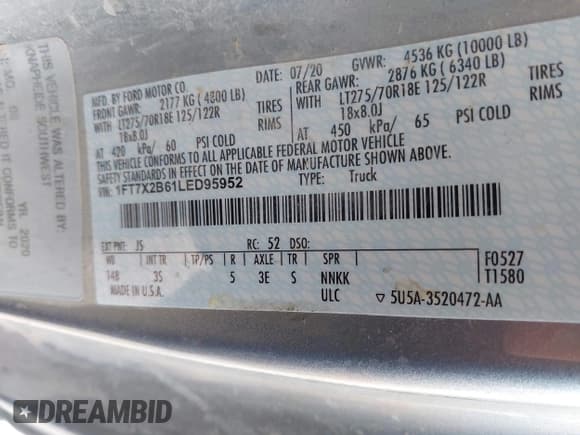 THIS VEHICLE WAS ALTERED BY:
KNAPHEIDE SOUTHWEST
YR. 2020
MFD. BY FORD MOTOR CO.
DATE: 07/20 GVWR: 4536 KG (10000 LB)
FRONT GAWR: 2177 KG (4800 LB) REAR GAWR: 2876 KG (6340 LB)
WITH LT275/70R18E 125/122R TIRES WITH LT275/70R18E 125/122R TIRES
18x8.0J RIMS 18x8.0J RIMS
AT 420 kPa/ 60 PSI COLD AT 450 kPa/ 65 PSI COLD
THIS VEHICLE CONFORMS TO ALL APPLICABLE FEDERAL MOTOR VEHICLE
SAFETY STANDARDS IN EFFECT ON THE DATE OF MANUFACTURE SHOWN ABOVE.
VIN: 1FT7X2B61LED95952 TYPE: Truck
EXT PNT: JS RC: 52 DSO:
WB INT TR TP/PS R AXLE TR SPR F0527
148 3S 5 3E S NNKK T1580
U.S.A. ULC ▽ 5U5A-3520472-AA
DREAMBID